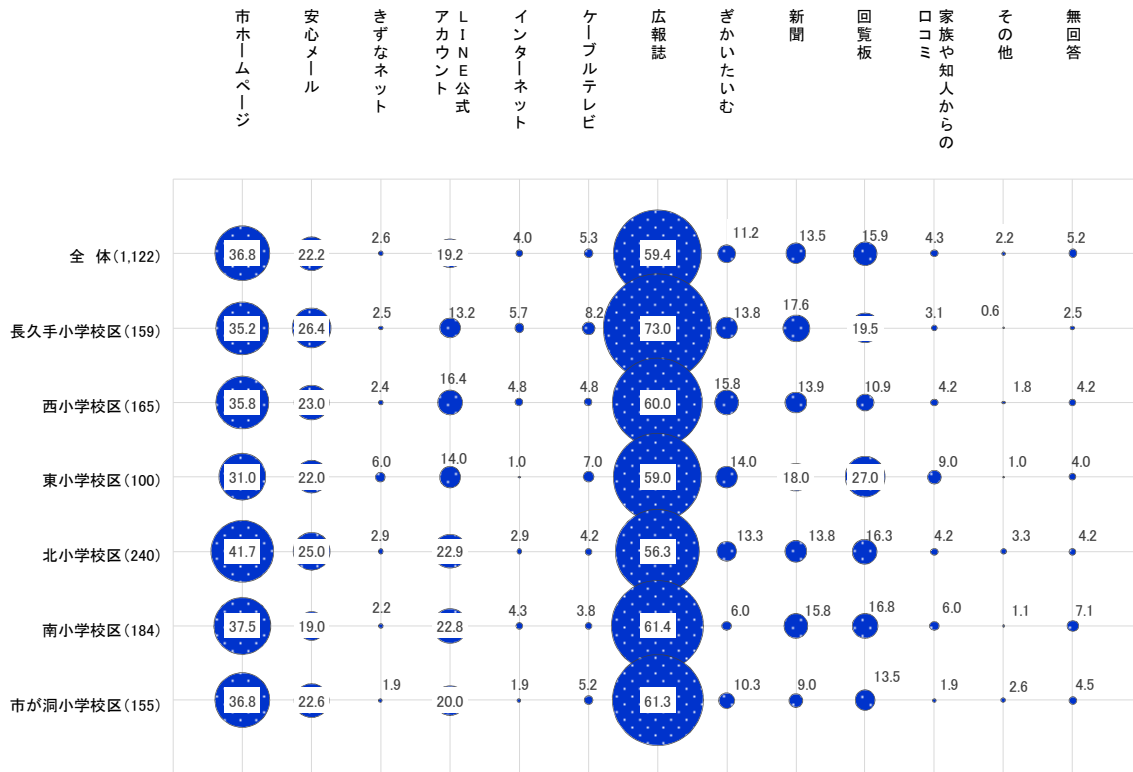 市ホームページ
安心メール
きずなネット
LINE公式
アカウント
インターネット
ケーブルテレビ
広報誌
ぎかいたいむ
新聞
回覧板
家族や知人からの
口コミ
その他
無回答
全 体(1,122) 36.8 22.2 2.6 19.2 4.0 5.3 59.4 11.2 13.5 15.9 4.3 2.2 5.2
長久手小学校区(159) 35.2 26.4 2.5 13.2 5.7 8.2 73.0 13.8 17.6 19.5 3.1 0.6 2.5
西小学校区(165) 35.8 23.0 2.4 16.4 4.8 4.8 60.0 15.8 13.9 10.9 4.2 1.8 4.2
東小学校区(100) 31.0 22.0 6.0 14.0 1.0 7.0 59.0 14.0 18.0 27.0 9.0 1.0 4.0
北小学校区(240) 41.7 25.0 2.9 22.9 2.9 4.2 56.3 13.3 13.8 16.3 4.2 3.3 4.2
南小学校区(184) 37.5 19.0 2.2 22.8 4.3 3.8 61.4 6.0 15.8 16.8 6.0 1.1 7.1
市が洞小学校区(155) 36.8 22.6 1.9 20.0 1.9 5.2 61.3 10.3 9.0 13.5 1.9 2.6 4.5